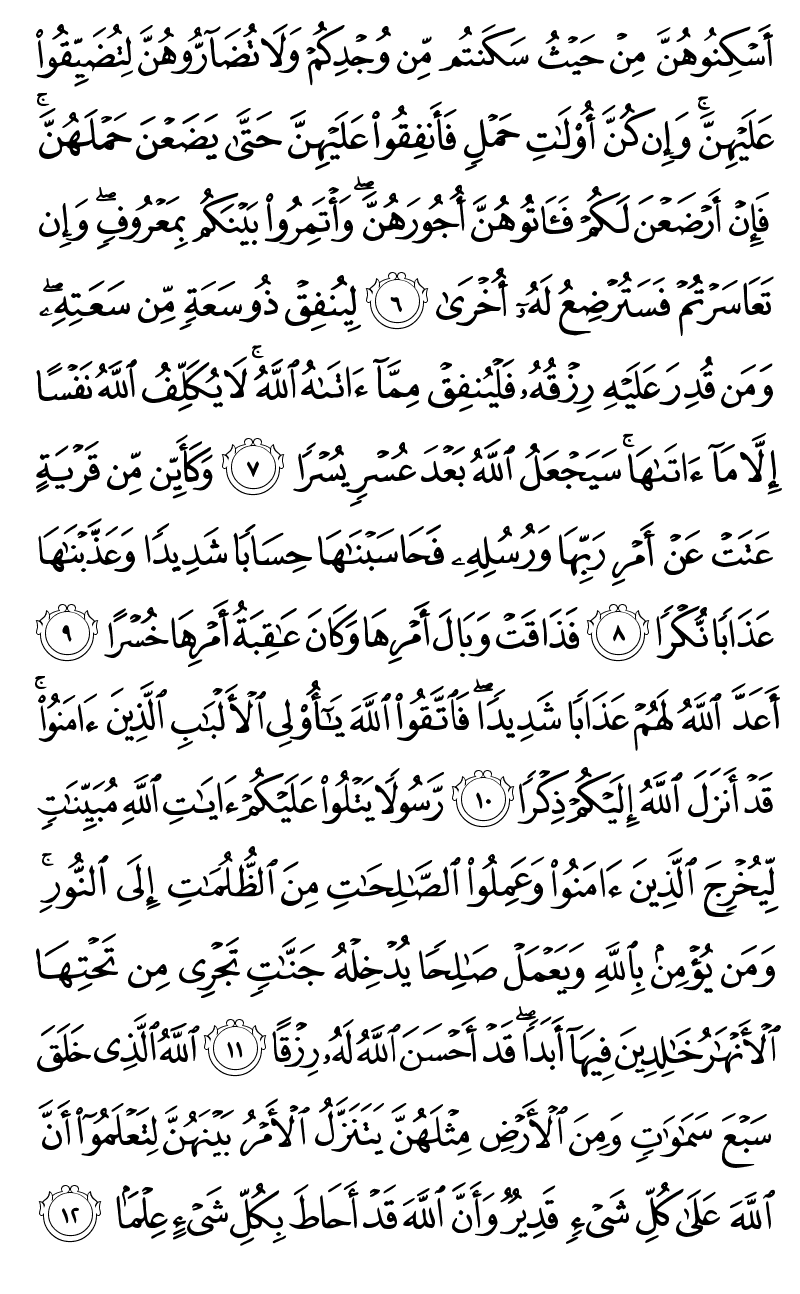 أَسْكِنُوهُنَّ مِنْ حَيْثُ سَكَنتُم مِّن وُجْدِكُمْ وَلَا تُضَآرُّوهُنَّ لِتُضَيِّقُوا۟
عَلَيْهِنَّ ۚ وَإِن كُنَّ أُو۟لَـٰتِ حَمْلٍ فَأَنفِقُوا۟ عَلَيْهِنَّ حَتَّىٰ يَضَعْنَ حَمْلَهُنَّ ۚ
فَإِنْ أَرْضَعْنَ لَكُمْ فَـَٔاتُوهُنَّ أُجُورَهُنَّ ۖ وَأْتَمِرُوا۟ بَيْنَكُم بِمَعْرُوفٍ ۖ وَإِن
تَعَاسَرْتُمْ فَسَتُرْضِعُ لَهُۥٓ أُخْرَىٰ ٦ لِيُنفِقْ ذُو سَعَةٍ مِّن سَعَتِهِۦ ۖ
وَمَن قُدِرَ عَلَيْهِ رِزْقُهُۥ فَلْيُنفِقْ مِمَّآ ءَاتَىٰهُ ٱللَّهُ ۚ لَا يُكَلِّفُ ٱللَّهُ نَفْسًا
إِلَّا مَآ ءَاتَىٰهَا ۚ سَيَجْعَلُ ٱللَّهُ بَعْدَ عُسْرٍ يُسْرًا ٧ وَكَأَيِّن مِّن قَرْيَةٍ
عَتَتْ عَنْ أَمْرِ رَبِّهَا وَرُسُلِهِۦ فَحَاسَبْنَـٰهَا حِسَابًا شَدِيدًا وَعَذَّبْنَـٰهَا
عَذَابًا نُّكْرًا ٨ فَذَاقَتْ وَبَالَ أَمْرِهَا وَكَانَ عَـٰقِبَةُ أَمْرِهَا خُسْرًا ٩
أَعَدَّ ٱللَّهُ لَهُمْ عَذَابًا شَدِيدًا ۖ فَٱتَّقُوا۟ ٱللَّهَ يَـٰٓأُو۟لِى ٱلْأَلْبَـٰبِ ٱلَّذِينَ ءَامَنُوا۟ ۚ
قَدْ أَنزَلَ ٱللَّهُ إِلَيْكُمْ ذِكْرًا ١٠ رَّسُولًا يَتْلُوا۟ عَلَيْكُمْ ءَايَـٰتِ ٱللَّهِ مُبَيِّنَـٰتٍ
لِّيُخْرِجَ ٱلَّذِينَ ءَامَنُوا۟ وَعَمِلُوا۟ ٱلصَّـٰلِحَـٰتِ مِنَ ٱلظُّلُمَـٰتِ إِلَى ٱلنُّورِ ۚ
وَمَن يُؤْمِنۢ بِٱللَّهِ وَيَعْمَلْ صَـٰلِحًا يُدْخِلْهُ جَنَّـٰتٍ تَجْرِى مِن تَحْتِهَا
ٱلْأَنْهَـٰرُ خَـٰلِدِينَ فِيهَآ أَبَدًا ۖ قَدْ أَحْسَنَ ٱللَّهُ لَهُۥ رِزْقًا ١١ ٱللَّهُ ٱلَّذِى خَلَقَ
سَبْعَ سَمَـٰوَٰتٍ وَمِنَ ٱلْأَرْضِ مِثْلَهُنَّ يَتَنَزَّلُ ٱلْأَمْرُ بَيْنَهُنَّ لِتَعْلَمُوٓا۟ أَنَّ
ٱللَّهَ عَلَىٰ كُلِّ شَىْءٍ قَدِيرٌ وَأَنَّ ٱللَّهَ قَدْ أَحَاطَ بِكُلِّ شَىْءٍ عِلْمًۢا ١٢